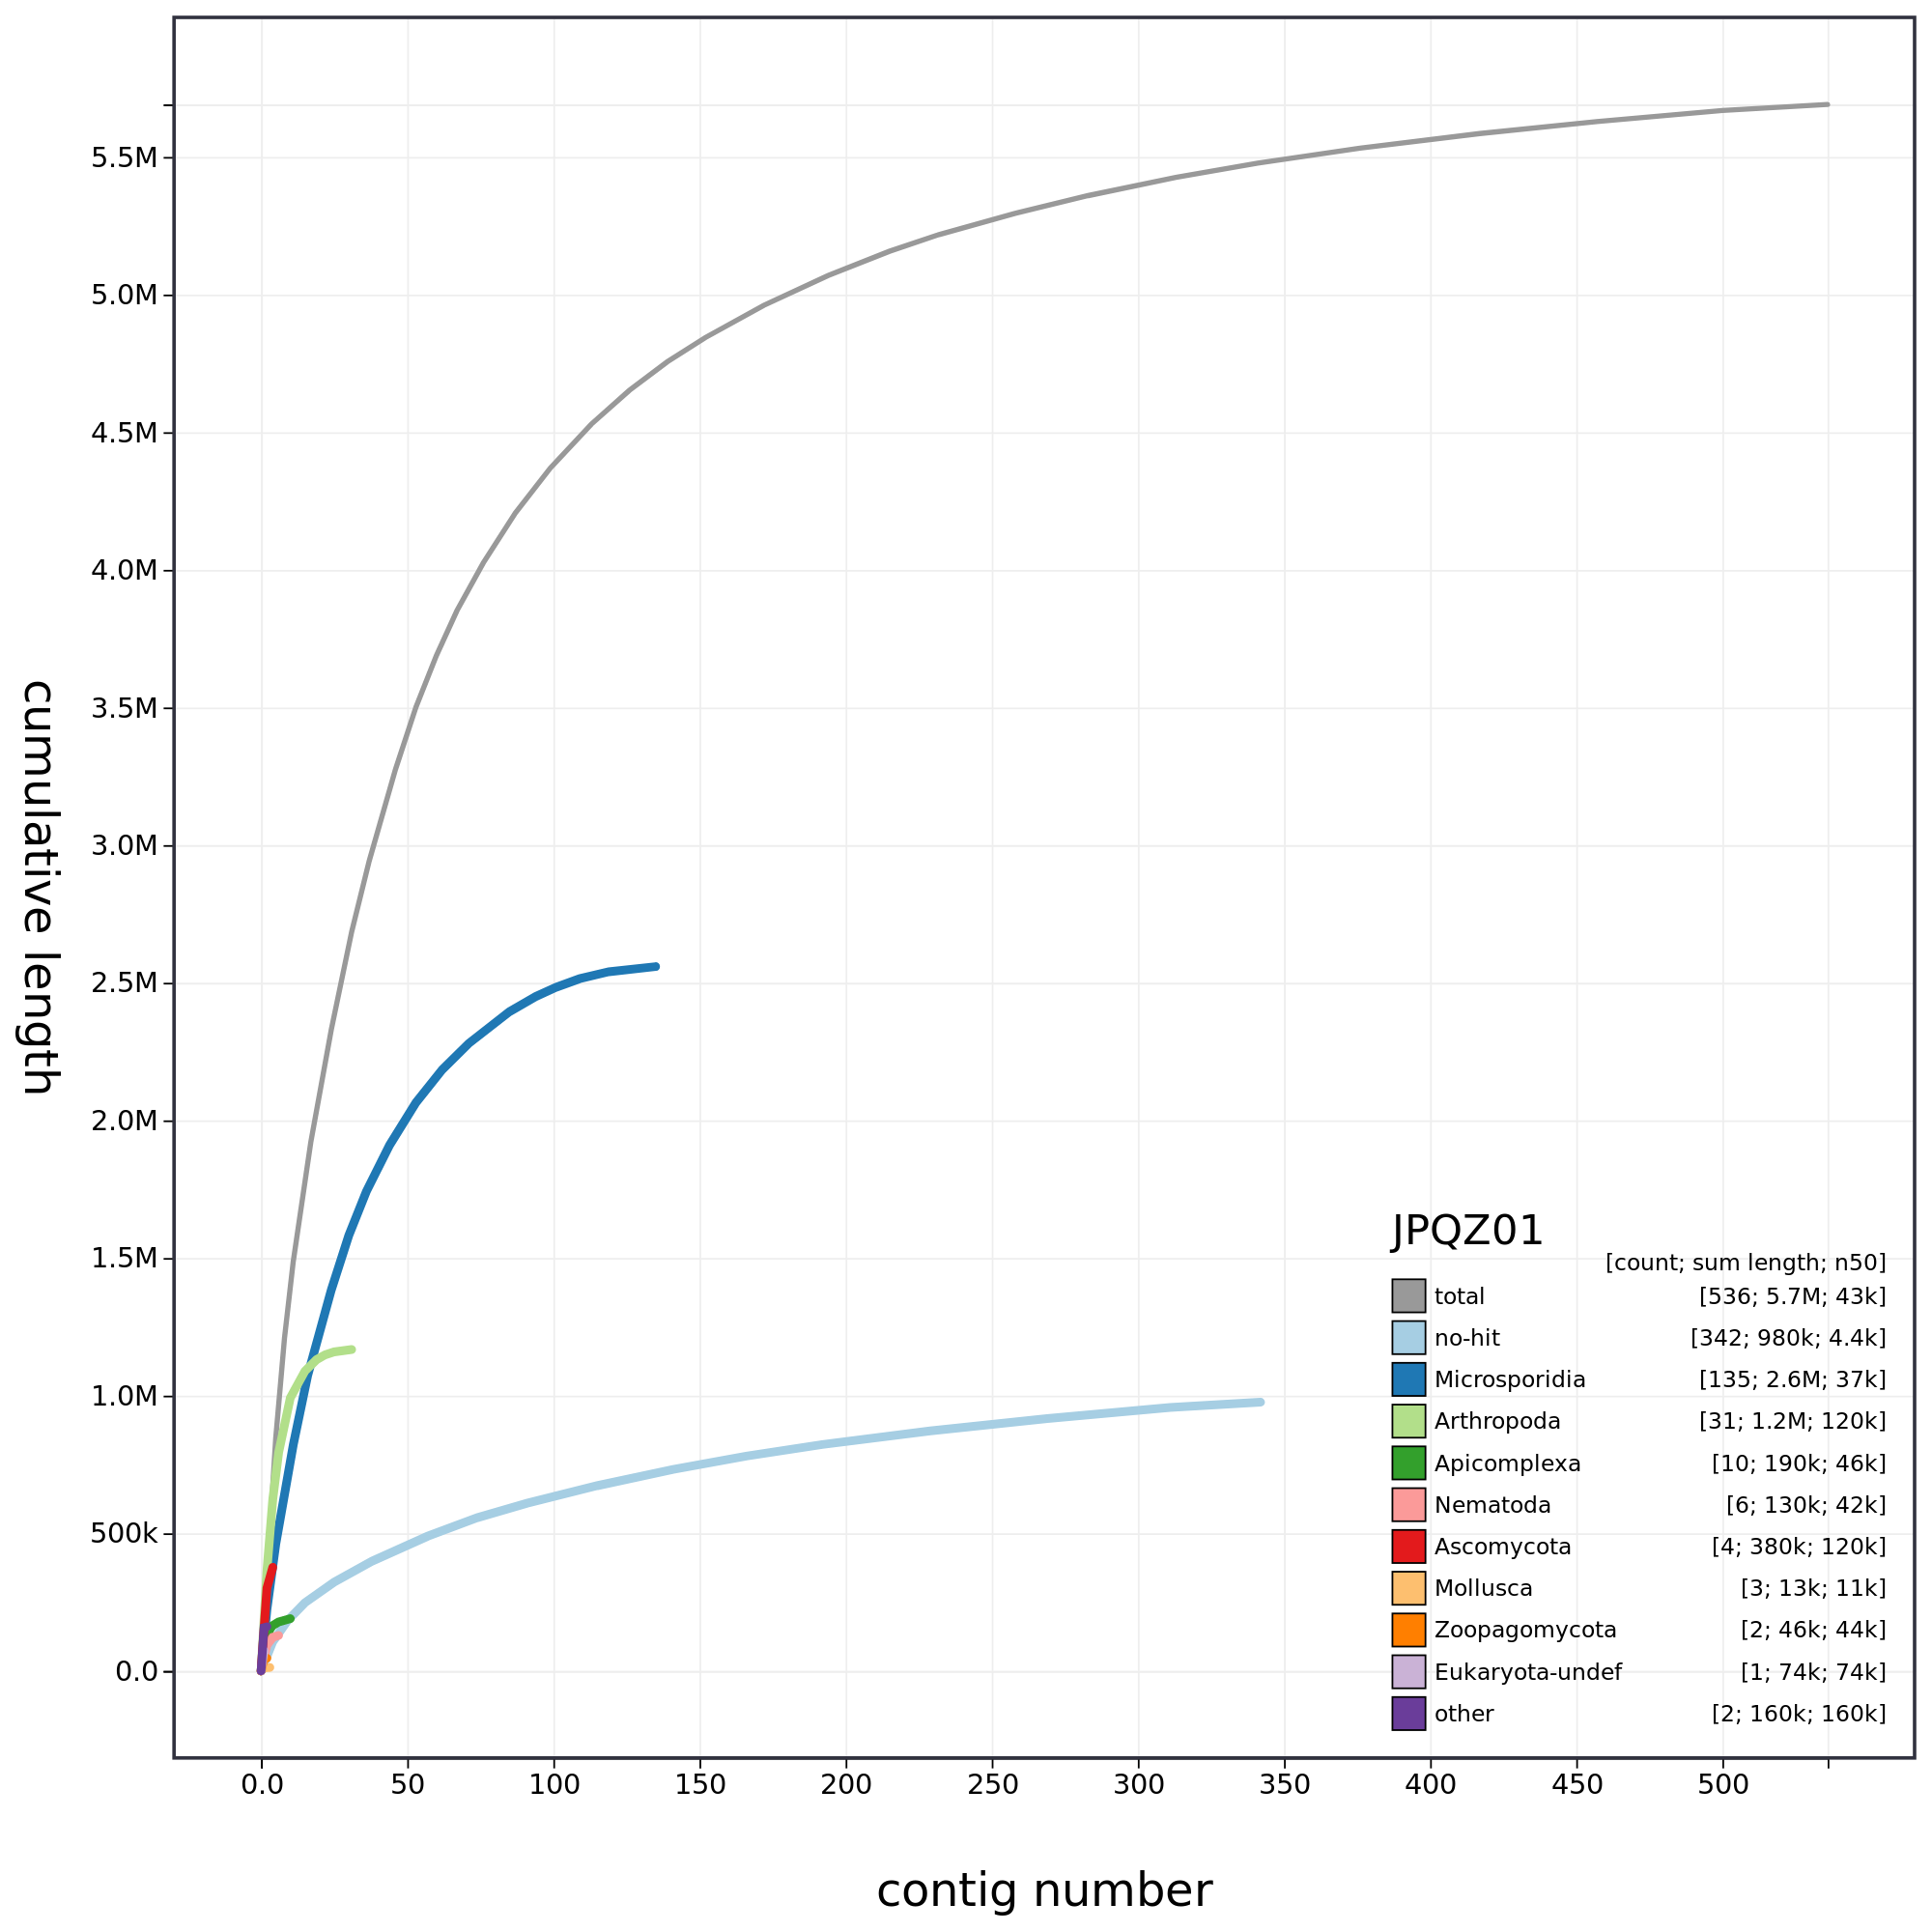 5.5M
5.0M
4.5M
4.0M
3.5M
3.0M
2.5M
2.0M
1.5M
1.0M
500k
0.0
cumulative length
JPQZ01
[count; sum length; n50]
total [536; 5.7M; 43k]
no-hit [342; 980k; 4.4k]
Microsporidia [135; 2.6M; 37k]
Arthropoda [31; 1.2M; 120k]
Apicomplexa [10; 190k; 46k]
Nematoda [6; 130k; 42k]
Ascomycota [4; 380k; 120k]
Mollusca [3; 13k; 11k]
Zoopagomycota [2; 46k; 44k]
Eukaryota-undef [1; 74k; 74k]
other [2; 160k; 160k]
0.0 50 100 150 200 250 300 350 400 450 500
contig number